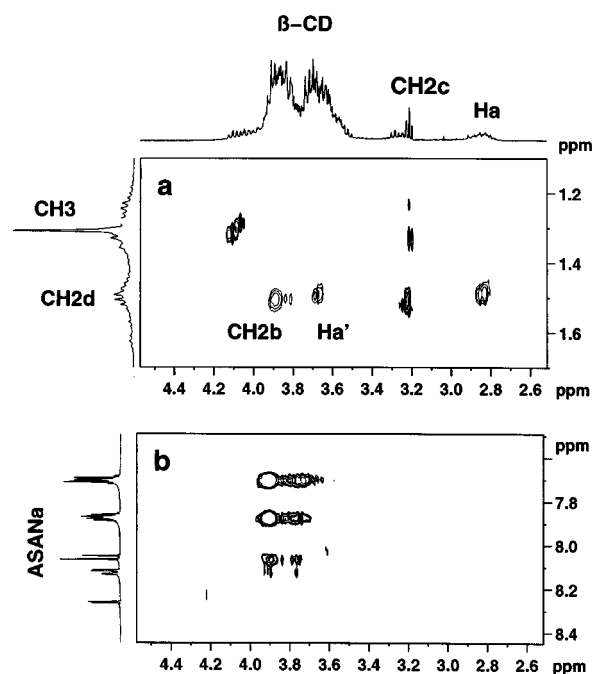 ß-CD
CH2c
Ha
ppm
a
CH3
1.2
1.4
CH2d
CH2b
Ha'
1.6
4.4 4.2 4.0 3.8 3.6 3.4 3.2 3.0 2.8 2.6
ppm
ppm
b
7.8
ASANa
8.0
8.2
8.4
4.4 4.2 4.0 3.8 3.6 3.4 3.2 3.0 2.8 2.6 ppm